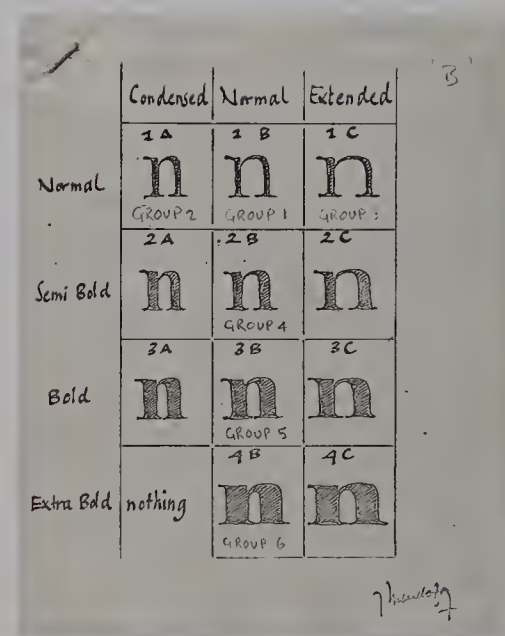 'B'
Condensed Normal Extended
1A 1B 1C
Normal n n n
GROUP 2 GROUP 1 GROUP
2A 2B 2C
Semi Bold n n n
GROUP 4
3A 3B 3C
Bold n n n
GROUP 5
4B 4C
Extra Bold nothing n n
GROUP 6